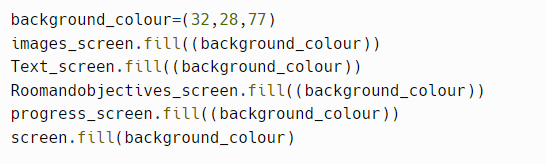 background_colour=(32,28,77)
images_screen.fill((background_colour))
Text_screen.fill((background_colour))
Roomandobjectives_screen.fill((background_colour))
progress_screen.fill((background_colour))
screen.fill(background_colour)